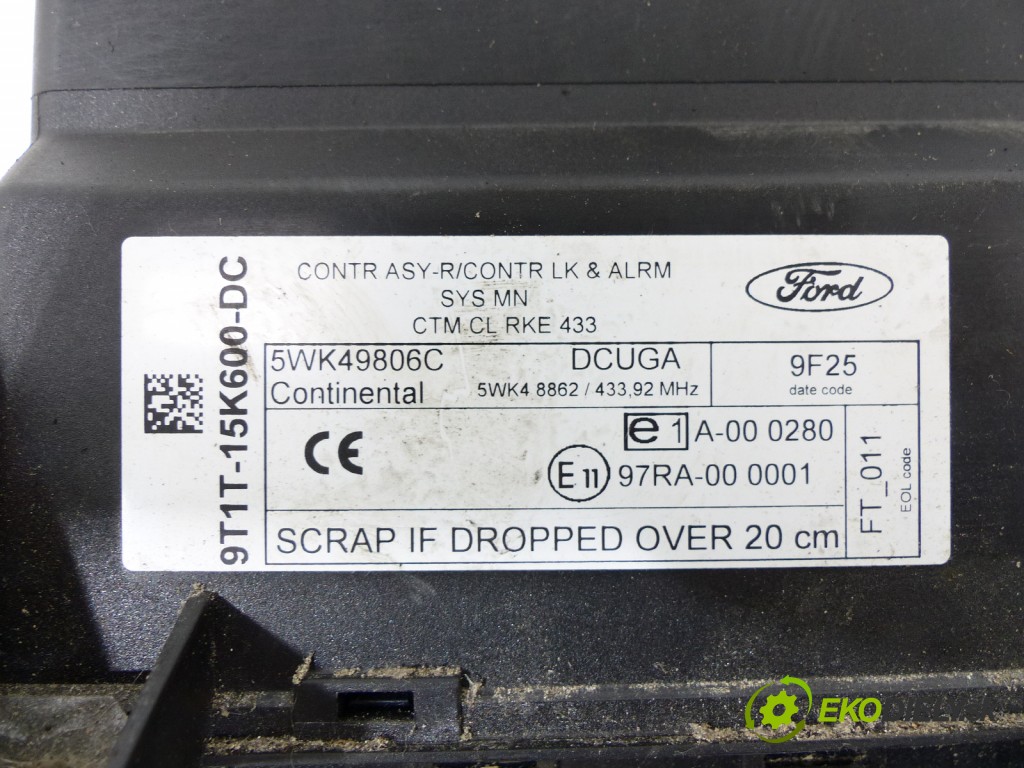 9T1T-15K600-DC
CONTR ASY-R/CONTR LK & ALRM
SYS MN
CTM CL RKE 433
Ford
5WK49806C DCUGA
Continental 5WK4 8862 / 433,92 MHz
9F25
date code
CE
e1 A-00 0280
E11 97RA-00 0001
FT_011
EOL code
SCRAP IF DROPPED OVER 20 cm
EKO